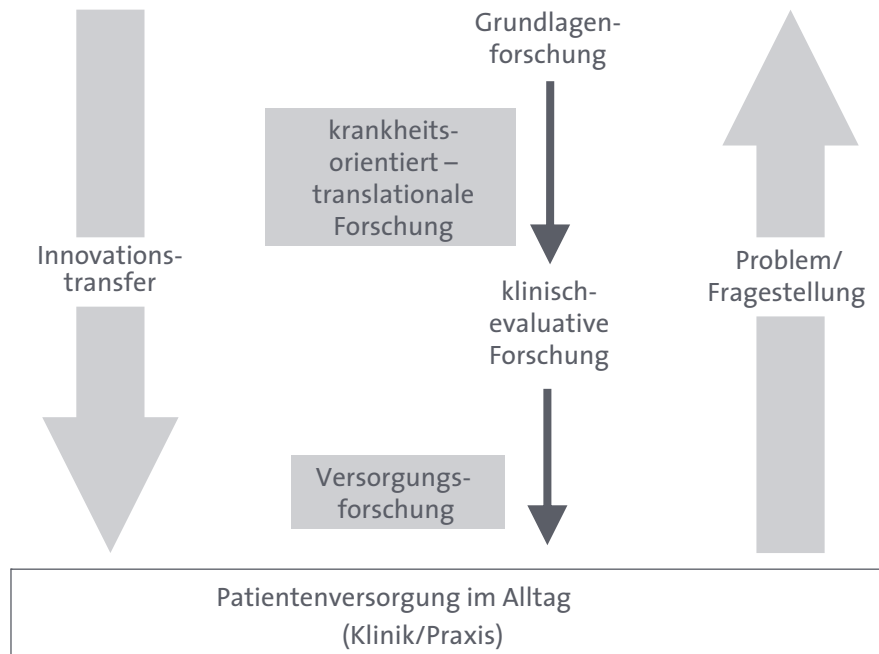 Grundlagen-
forschung
krankheits-
orientiert –
translationale
Forschung
Innovations-
transfer
Problem/
Fragestellung
klinisch-
evaluative
Forschung
Versorgungs-
forschung
Patientenversorgung im Alltag
(Klinik/Praxis)